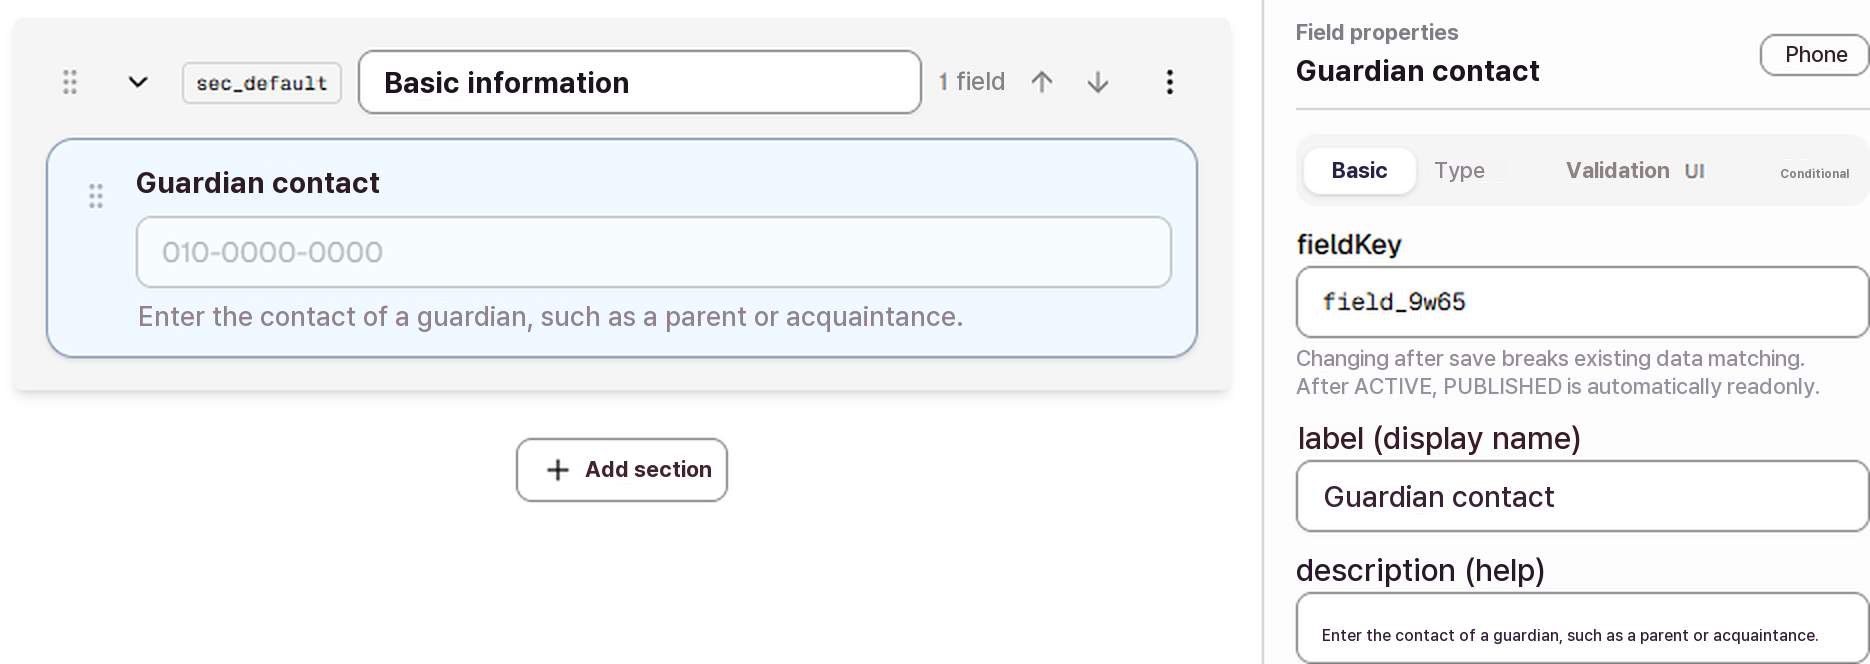 sec_default
Basic information
1 field
Guardian contact
010-0000-0000
Enter the contact of a guardian, such as a parent or acquaintance.
Add section
Field properties
Guardian contact
Phone
Basic
Type
Validation
UI
Conditional
fieldKey
field_9w65
Changing after save breaks existing data matching.
After ACTIVE, PUBLISHED is automatically readonly.
label (display name)
Guardian contact
description (help)
Enter the contact of a guardian, such as a parent or acquaintance.